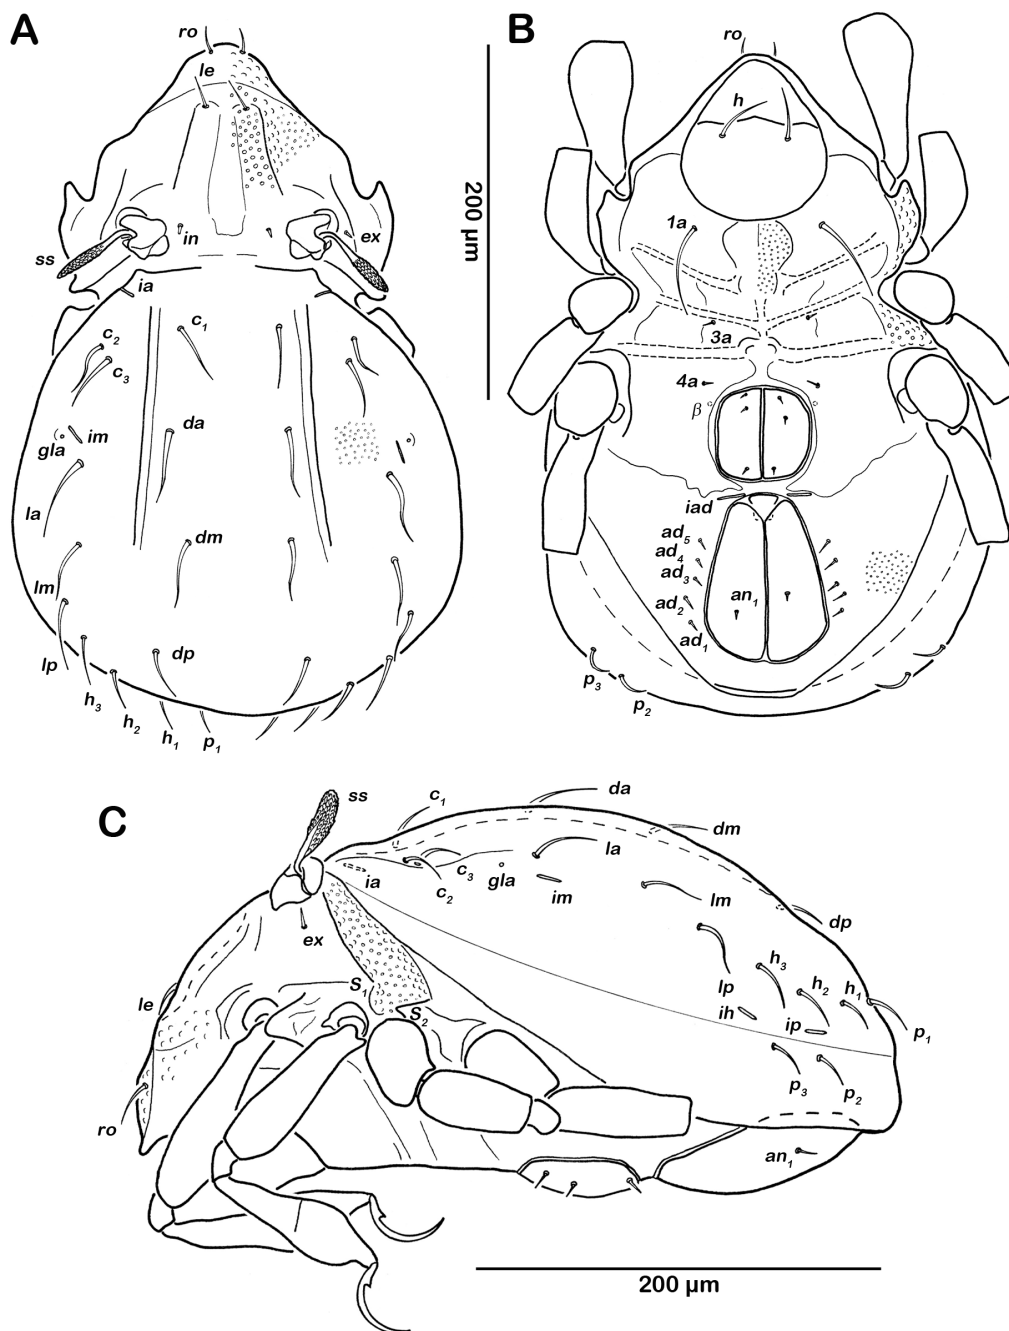 A
ro
le
in
ex
ss
ia
c1
c2
c3
da
gla
im
la
dm
lm
lp
dp
h3
h2
h1
p1
200 µm
B
ro
h
1a
3a
4a
β
iad
ad5
ad4
ad3
an1
ad2
ad1
p3
p2
C
ss
c1
da
dm
la
c3
gla
ia
c2
im
lm
dp
ex
h3
lp
h2
h1
S1
le
ih
S2
ip
p1
p3
p2
ro
an1
200 µm